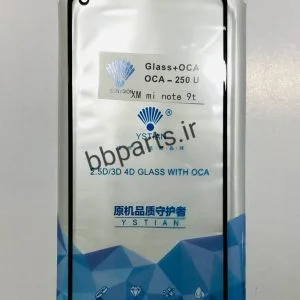 Glass+OCA
OCA - 250 U
XM mi note 9t
bbparts.ir
®
YSTIAN
2.5D/3D 4D GLASS WITH OCA
原机品质守护者
YSTIAN